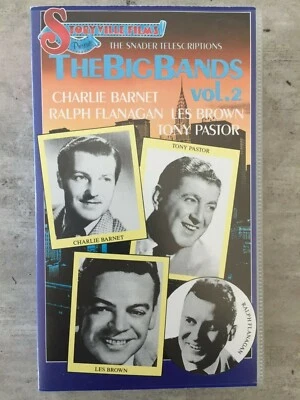 STORYVILLE FILMS!
Presents
THE SNADER TELESCRIPTIONS
THE BIG BANDS
VOL.2
CHARLIE BARNET
RALPH FLANAGAN LES BROWN
TONY PASTOR
TONY PASTOR
CHARLIE BARNET
RALPH FLANAGAN
LES BROWN